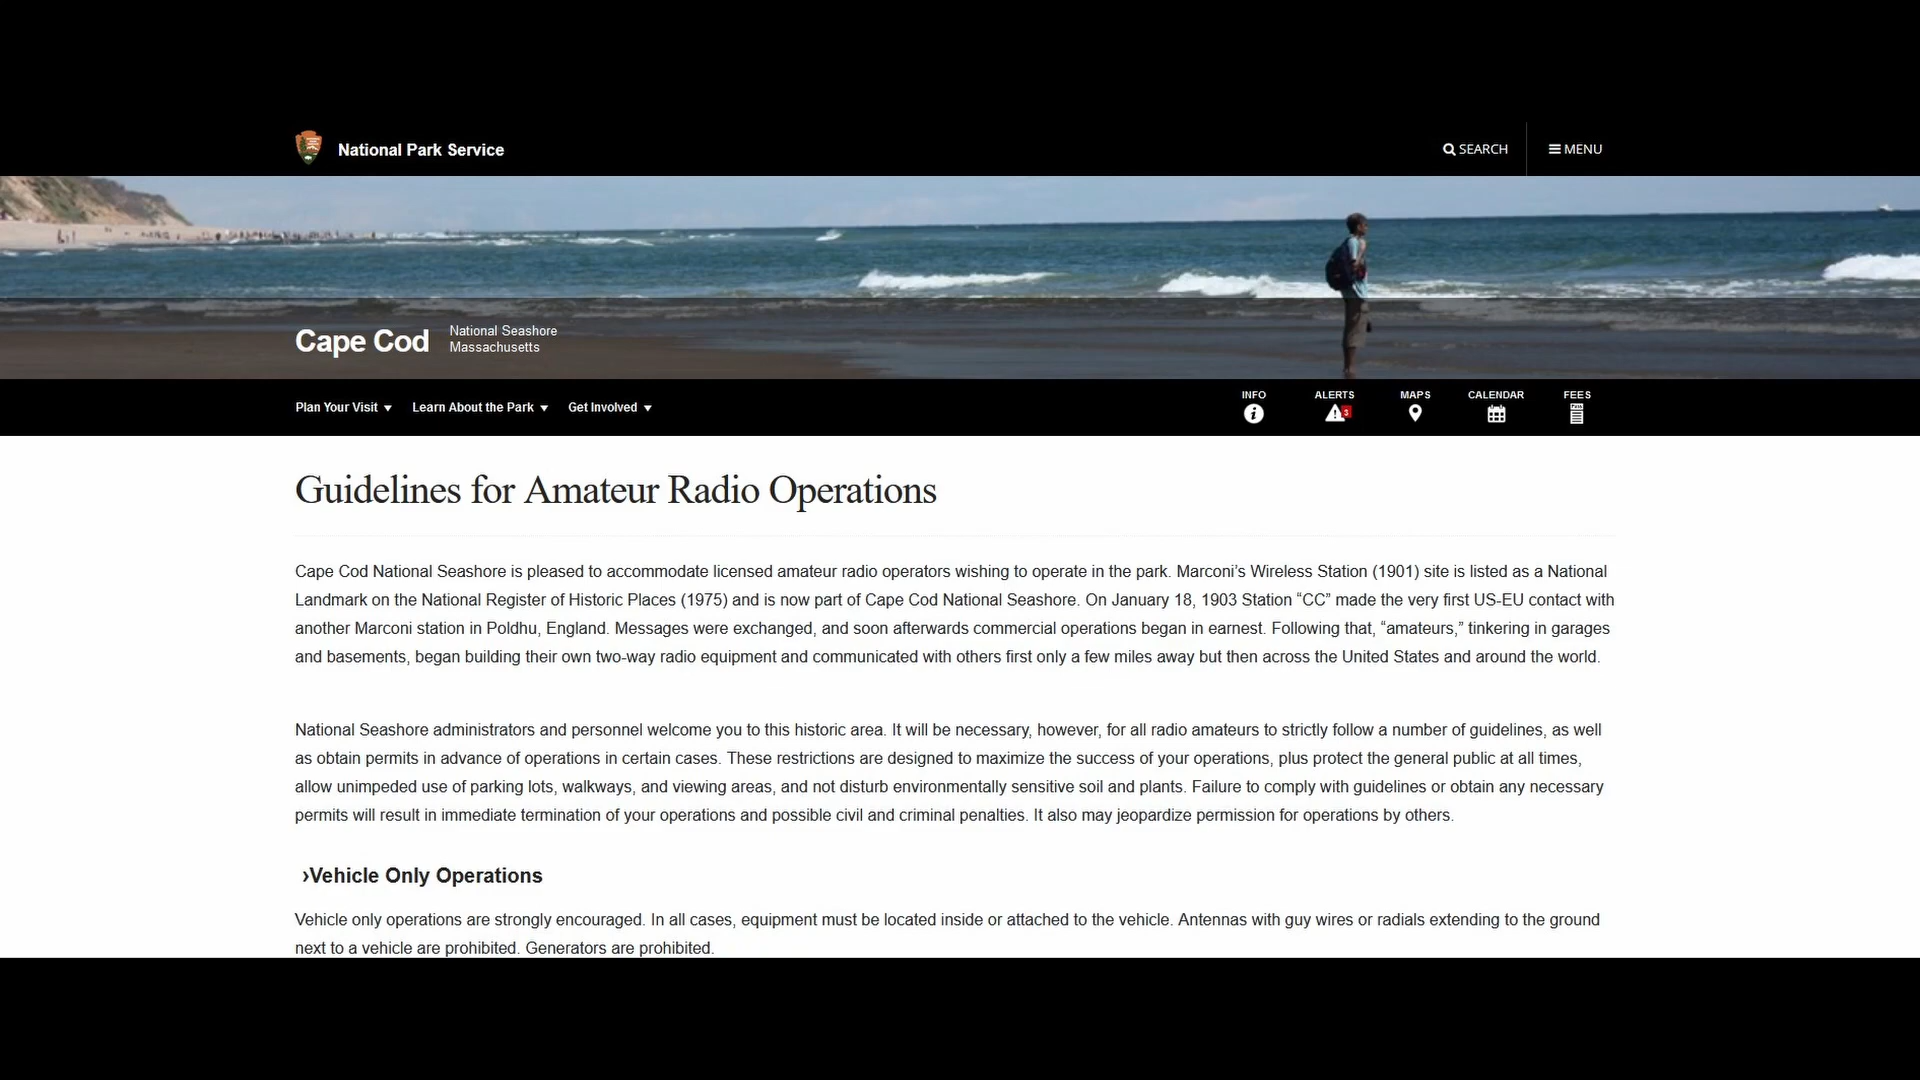 National Park Service
SEARCH
MENU
Cape Cod
National Seashore
Massachusetts
Plan Your Visit
Learn About the Park
Get Involved
INFO
ALERTS
3
MAPS
CALENDAR
FEES
Guidelines for Amateur Radio Operations
Cape Cod National Seashore is pleased to accommodate licensed amateur radio operators wishing to operate in the park. Marconi’s Wireless Station (1901) site is listed as a National
Landmark on the National Register of Historic Places (1975) and is now part of Cape Cod National Seashore. On January 18, 1903 Station “CC” made the very first US-EU contact with
another Marconi station in Poldhu, England. Messages were exchanged, and soon afterwards commercial operations began in earnest. Following that, “amateurs,” tinkering in garages
and basements, began building their own two-way radio equipment and communicated with others first only a few miles away but then across the United States and around the world.
National Seashore administrators and personnel welcome you to this historic area. It will be necessary, however, for all radio amateurs to strictly follow a number of guidelines, as well
as obtain permits in advance of operations in certain cases. These restrictions are designed to maximize the success of your operations, plus protect the general public at all times,
allow unimpeded use of parking lots, walkways, and viewing areas, and not disturb environmentally sensitive soil and plants. Failure to comply with guidelines or obtain any necessary
permits will result in immediate termination of your operations and possible civil and criminal penalties. It also may jeopardize permission for operations by others.
›Vehicle Only Operations
Vehicle only operations are strongly encouraged. In all cases, equipment must be located inside or attached to the vehicle. Antennas with guy wires or radials extending to the ground
next to a vehicle are prohibited. Generators are prohibited.